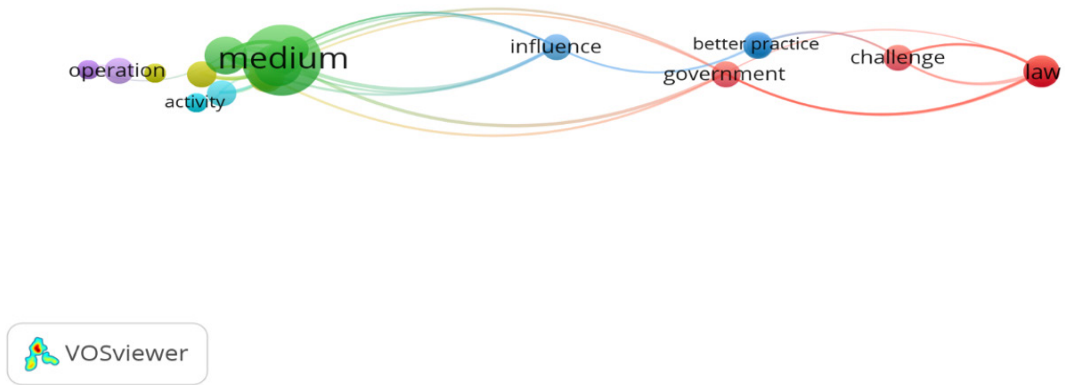 medium
influence
better practice
operation
government
challenge
law
activity
VOSviewer